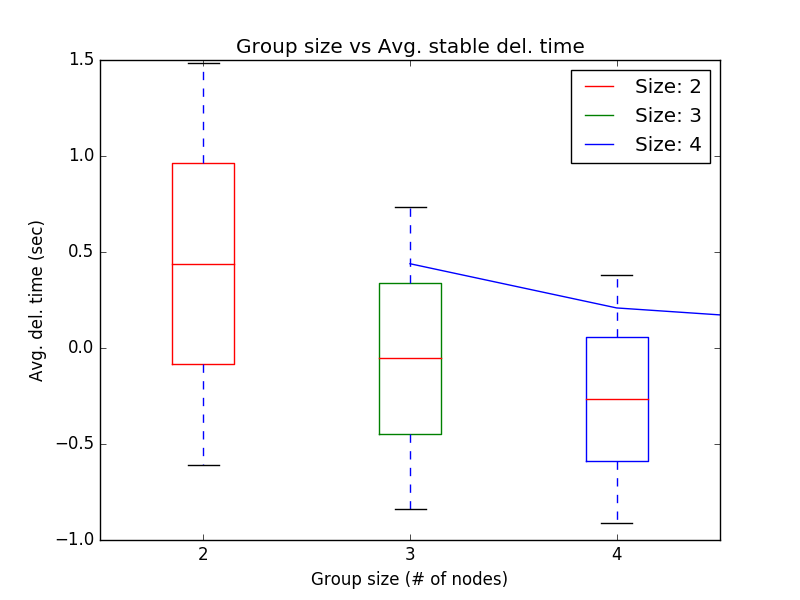 Group size vs Avg. stable del. time
Size: 2
Size: 3
Size: 4
Avg. del. time (sec)
1.5
1.0
0.5
0.0
−0.5
−1.0
2 3 4
Group size (# of nodes)